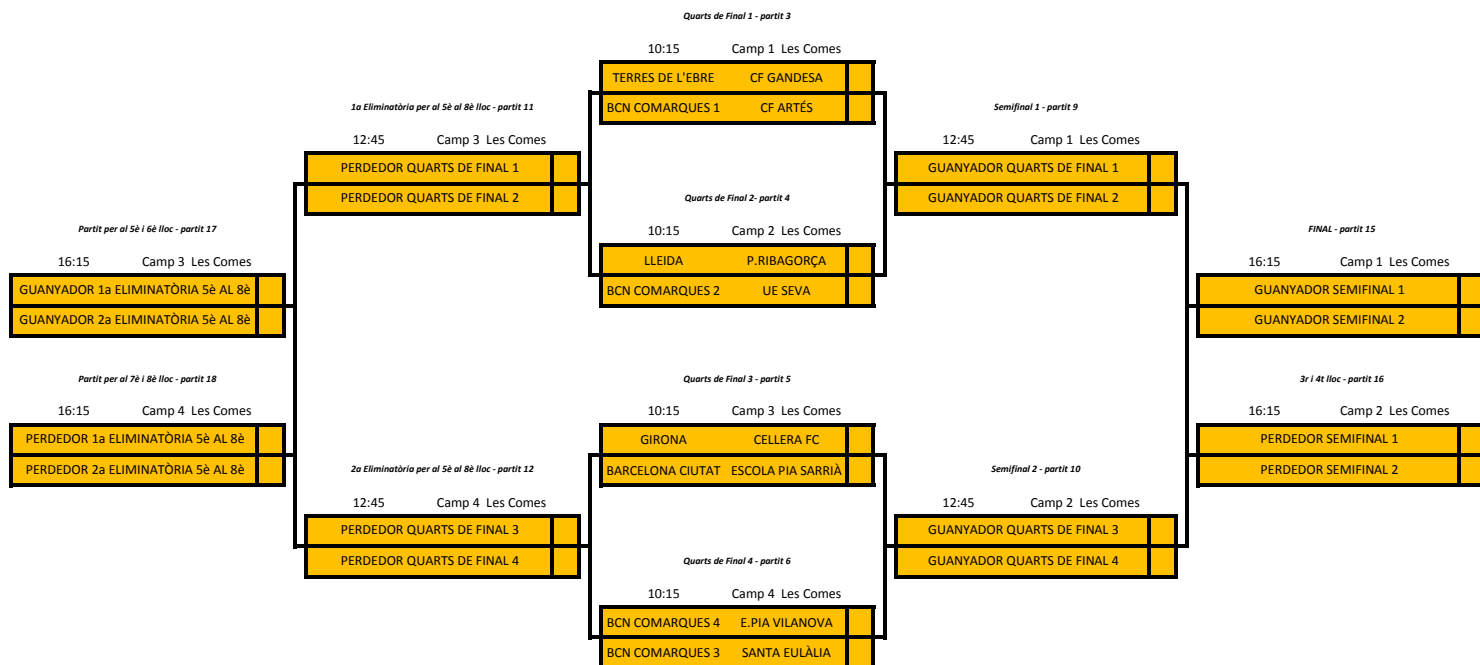 Quarts de Final 1 - partit 3
10:15 Camp 1 Les Comes
TERRES DE L'EBRE CF GANDESA
BCN COMARQUES 1 CF ARTÉS
1a Eliminatòria per al 5è al 8è lloc - partit 11
12:45 Camp 3 Les Comes
PERDEDOR QUARTS DE FINAL 1
PERDEDOR QUARTS DE FINAL 2
Semifinal 1 - partit 9
12:45 Camp 1 Les Comes
GUANYADOR QUARTS DE FINAL 1
GUANYADOR QUARTS DE FINAL 2
Quarts de Final 2- partit 4
10:15 Camp 2 Les Comes
LLEIDA P.RIBAGORÇA
BCN COMARQUES 2 UE SEVA
Partit per al 5è i 6è lloc - partit 17
16:15 Camp 3 Les Comes
GUANYADOR 1a ELIMINATÒRIA 5è AL 8è
GUANYADOR 2a ELIMINATÒRIA 5è AL 8è
FINAL - partit 15
16:15 Camp 1 Les Comes
GUANYADOR SEMIFINAL 1
GUANYADOR SEMIFINAL 2
Partit per al 7è i 8è lloc - partit 18
16:15 Camp 4 Les Comes
PERDEDOR 1a ELIMINATÒRIA 5è AL 8è
PERDEDOR 2a ELIMINATÒRIA 5è AL 8è
Quarts de Final 3 - partit 5
10:15 Camp 3 Les Comes
GIRONA CELLERA FC
BARCELONA CIUTAT ESCOLA PIA SARRIÀ
3r i 4t lloc - partit 16
16:15 Camp 2 Les Comes
PERDEDOR SEMIFINAL 1
PERDEDOR SEMIFINAL 2
2a Eliminatòria per al 5è al 8è lloc - partit 12
12:45 Camp 4 Les Comes
PERDEDOR QUARTS DE FINAL 3
PERDEDOR QUARTS DE FINAL 4
Semifinal 2 - partit 10
12:45 Camp 2 Les Comes
GUANYADOR QUARTS DE FINAL 3
GUANYADOR QUARTS DE FINAL 4
Quarts de Final 4 - partit 6
10:15 Camp 4 Les Comes
BCN COMARQUES 4 E.PIA VILANOVA
BCN COMARQUES 3 SANTA EULÀLIA